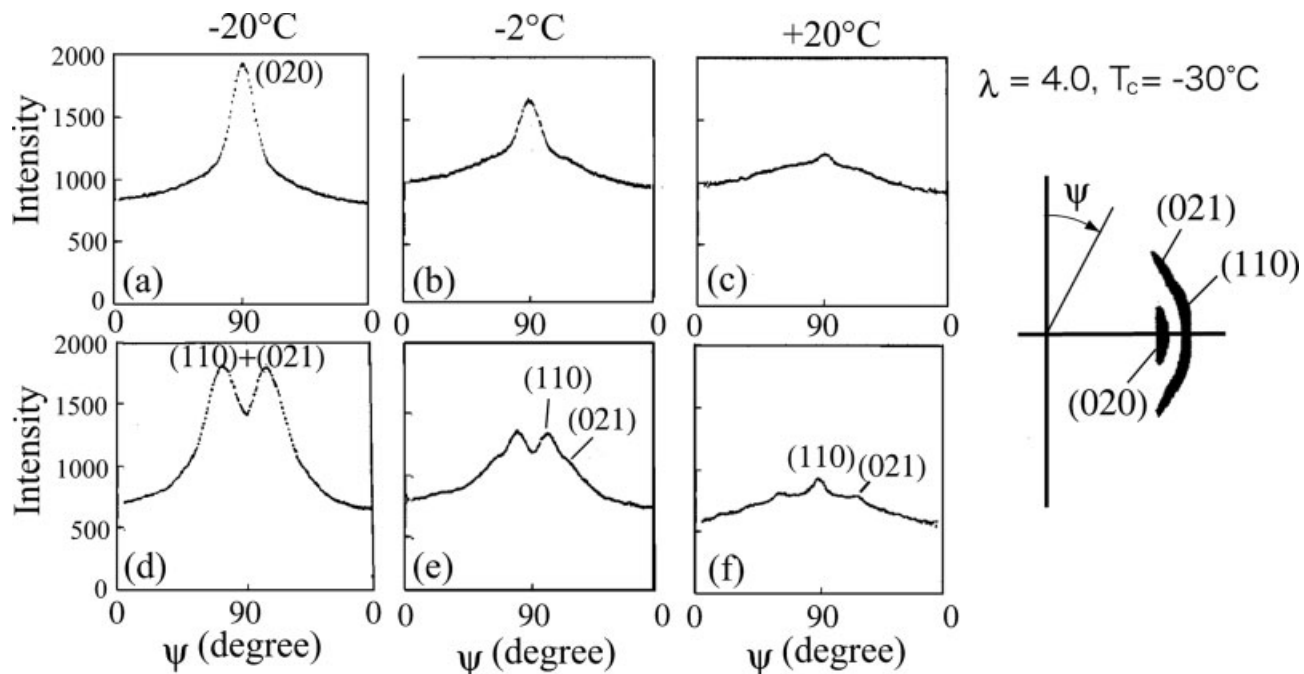 -20°C
-2°C
+20°C
λ = 4.0, Tc= -30°C
2000
1500
1000
500
0
Intensity
(020)
(a)
(b)
(c)
0
90
0
0
90
0
0
90
0
2000
1500
1000
500
0
Intensity
(110)+(021)
(d)
(110)
(021)
(e)
(110)
(021)
(f)
0
90
0
0
90
0
0
90
0
ψ (degree)
ψ (degree)
ψ (degree)
ψ
(021)
(110)
(020)